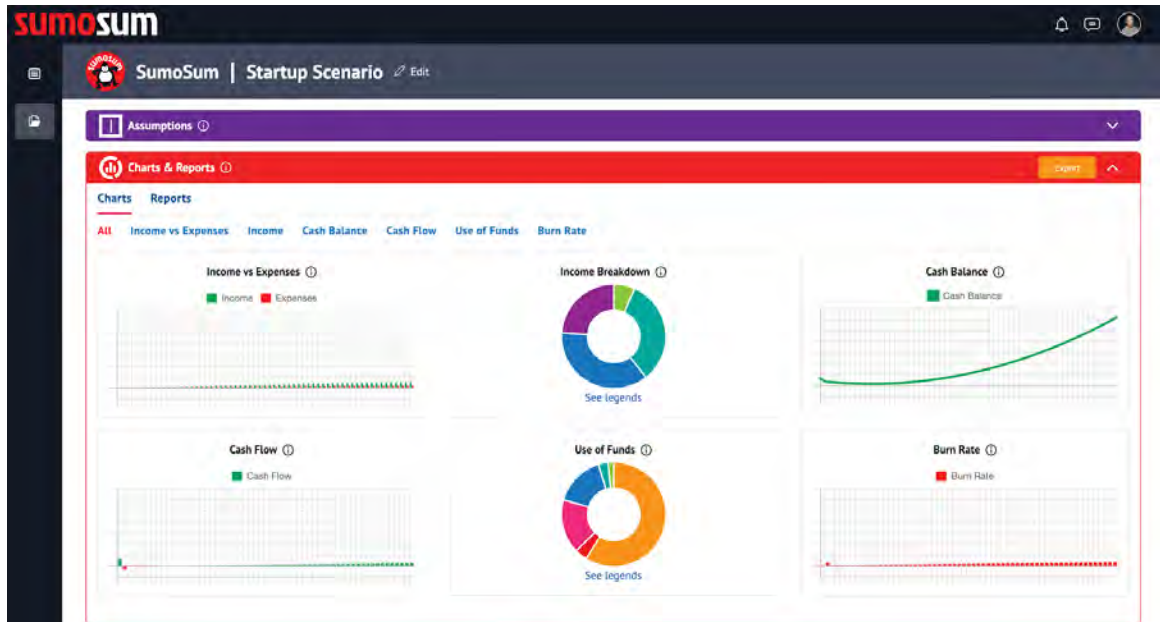 sumosum
sumosum
SumoSum | Startup Scenario Edit
Assumptions
Charts & Reports Export
Charts Reports
All Income vs Expenses Income Cash Balance Cash Flow Use of Funds Burn Rate
Income vs Expenses
Income Expenses
Income Breakdown
See legends
Cash Balance
Cash Balance
Cash Flow
Cash Flow
Use of Funds
See legends
Burn Rate
Burn Rate